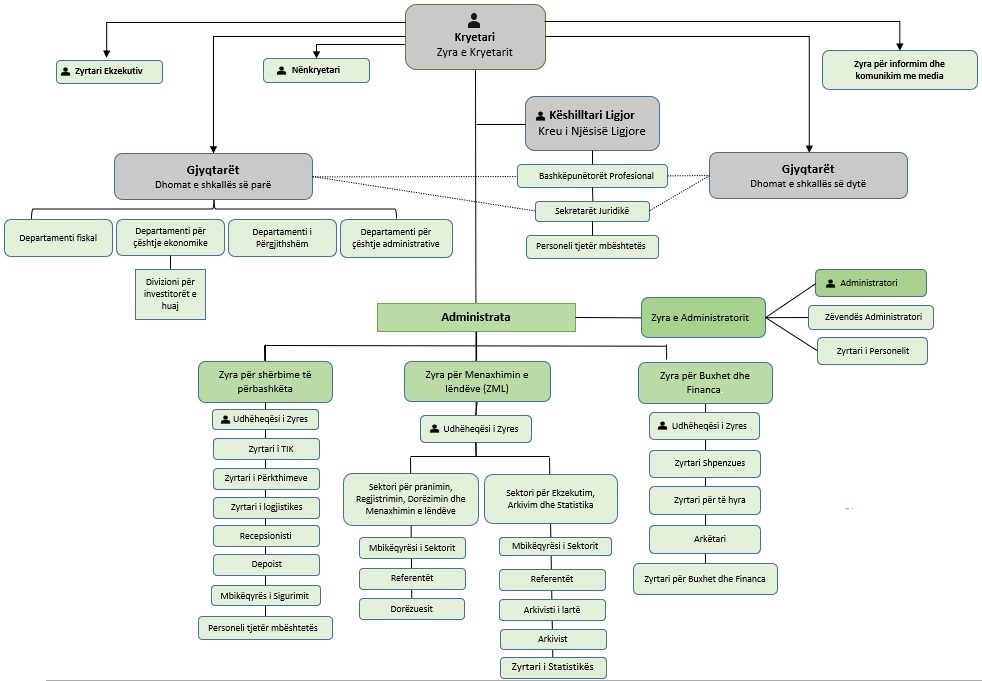 Kryetari
Zyra e Kryetarit
Zyrtari Ekzekutiv
Nënkryetari
Zyra për informim dhe
komunikim me media
Këshilltari Ligjor
Kreu i Njësisë Ligjore
Gjyqtarët
Dhomat e shkallës së parë
Bashkëpunëtorët Profesional
Gjyqtarët
Dhomat e shkallës së dytë
Sekretarët Juridikë
Personeli tjetër mbështetës
Departamenti fiskal
Departamenti për
çështje ekonomike
Departamenti i
Përgjithshëm
Departamenti për
çështje administrative
Divizioni për
investitorët e
huaj
Administrata
Zyra e Administratorit
Administratori
Zëvendës Administratori
Zyrtari i Personelit
Zyra për shërbime të
përbashkëta
Udhëheqësi i Zyres
Zyrtari i TIK
Zyrtari i Përkthimeve
Zyrtari i logjistikes
Recepsionisti
Depoist
Mbikëqyrës i Sigurimit
Personeli tjetër mbështetës
Zyra për Menaxhimin e
lëndëve (ZML)
Udhëheqësi i Zyres
Sektori për pranimin,
Regjistrimin, Dorëzimin dhe
Menaxhimin e lëndëve
Mbikëqyrësi i Sektorit
Referentët
Dorëzuesit
Sektori për Ekzekutim,
Arkivim dhe Statistika
Mbikëqyrësi i Sektorit
Referentët
Arkivisti i lartë
Arkivist
Zyrtari i Statistikës
Zyra për Buxhet dhe
Financa
Udhëheqësi i Zyres
Zyrtari Shpenzues
Zyrtari për të hyra
Arkëtari
Zyrtari për Buxhet dhe Financa